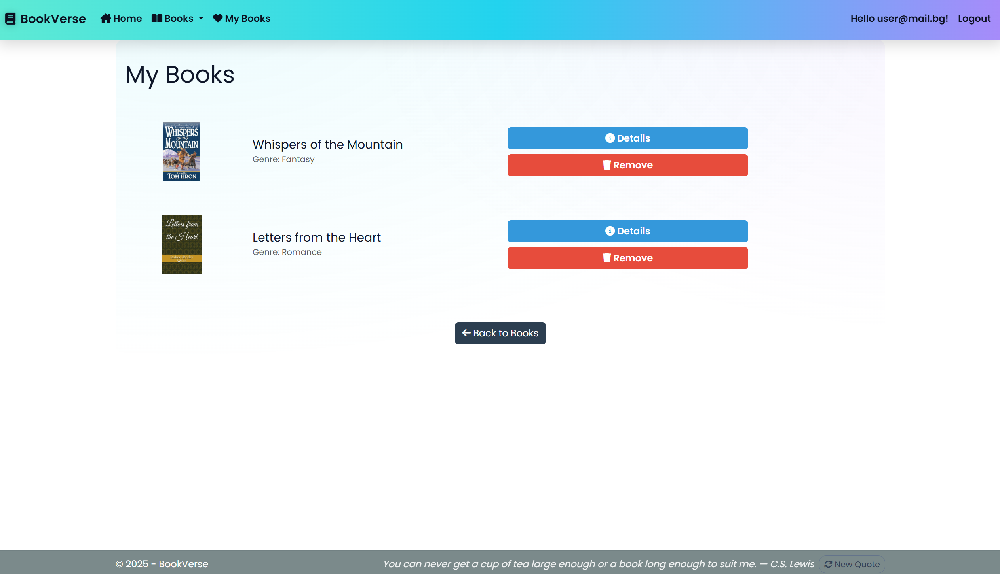 BookVerse Home Books My Books Hello user@mail.bg! Logout
My Books
WHISPERS
OF THE
MOUNTAIN
A novel by
TOM HRON
Whispers of the Mountain
Genre: Fantasy
Details
Remove
Letters from
the Heart
Robert Becky
Waltz
Letters from the Heart
Genre: Romance
Details
Remove
Back to Books
© 2025 - BookVerse
You can never get a cup of tea large enough or a book long enough to suit me. — C.S. Lewis New Quote